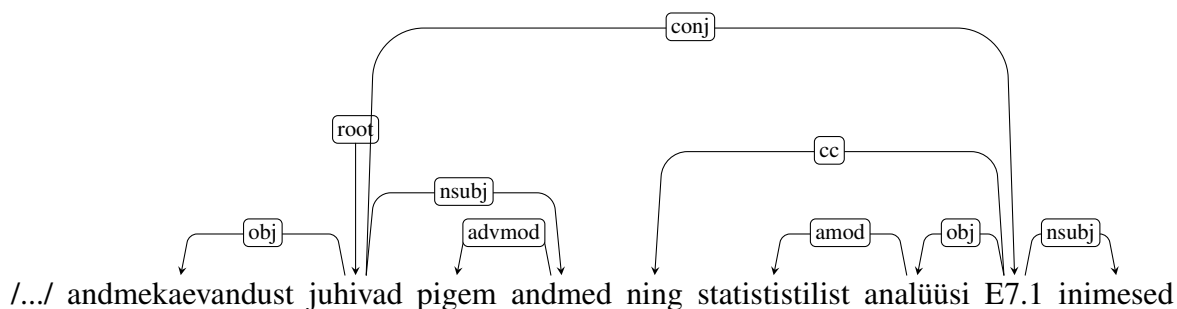 conj
root
cc
nsubj
obj advmod amod obj nsubj
/.../ andmekaevandust juhivad pigem andmed ning statististilist analüüsi E7.1 inimesed